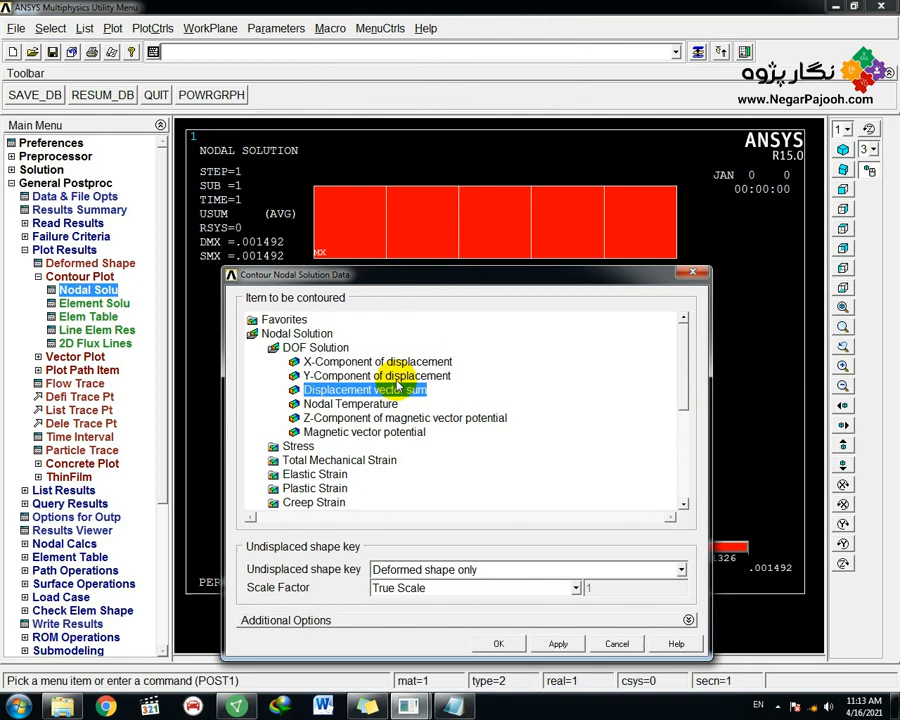 ANSYS Multiphysics Utility Menu
File Select List Plot PlotCtrls WorkPlane Parameters Macro MenuCtrls Help
نگار پژوه
www.NegarPajooh.com
Toolbar
SAVE_DB RESUM_DB QUIT POWRGRPH
Main Menu
Preferences
Preprocessor
Solution
General Postproc
Data & File Opts
Results Summary
Read Results
Failure Criteria
Plot Results
Deformed Shape
Contour Plot
Nodal Solu
Element Solu
Elem Table
Line Elem Res
2D Flux Lines
Vector Plot
Plot Path Item
Flow Trace
Defi Trace Pt
List Trace Pt
Dele Trace Pt
Time Interval
Particle Trace
Concrete Plot
ThinFilm
List Results
Query Results
Options for Outp
Results Viewer
Nodal Calcs
Element Table
Path Operations
Surface Operations
Load Case
Check Elem Shape
Write Results
ROM Operations
Submodeling
1
NODAL SOLUTION
STEP=1
SUB =1
TIME=1
USUM (AVG)
RSYS=0
DMX =.001492
SMX =.001492
MX
ANSYS
R15.0
JAN 0 0
00:00:00
1326
.001492
1
3
Contour Nodal Solution Data
Item to be contoured
Favorites
Nodal Solution
DOF Solution
X-Component of displacement
Y-Component of displacement
Displacement vector sum
Nodal Temperature
Z-Component of magnetic vector potential
Magnetic vector potential
Stress
Total Mechanical Strain
Elastic Strain
Plastic Strain
Creep Strain
Undisplaced shape key
Undisplaced shape key Deformed shape only
Scale Factor True Scale 1
Additional Options
OK Apply Cancel Help
Pick a menu item or enter a command (POST1) mat=1 type=2 real=1 csys=0 secn=1
321
EN
11:13 AM
4/16/2021